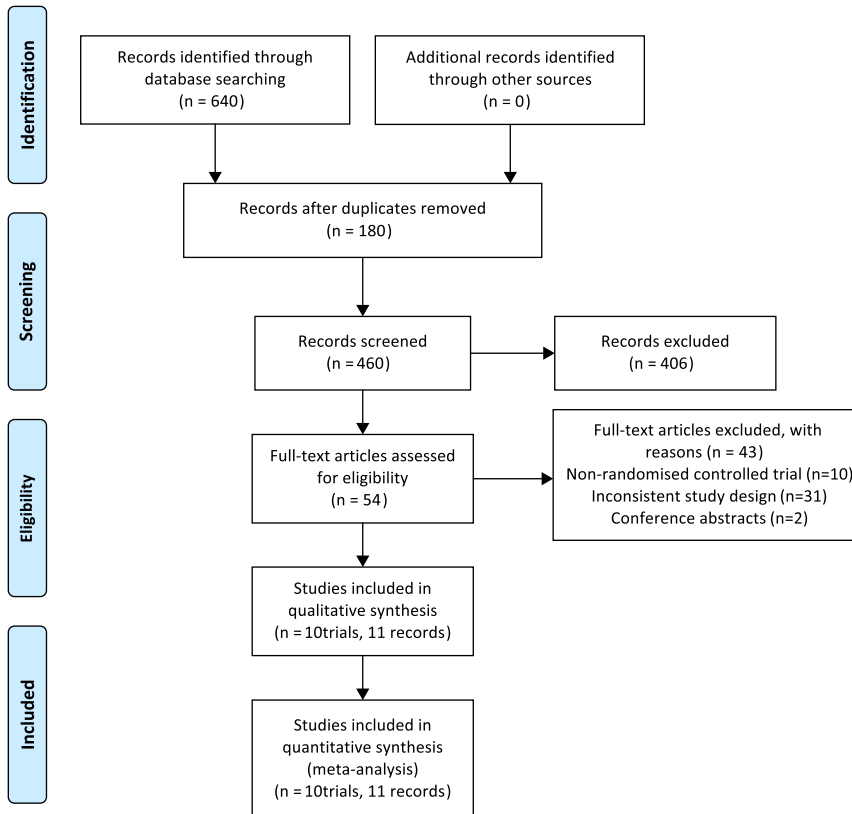 Identification
Records identified through
database searching
(n = 640)
Additional records identified
through other sources
(n = 0)
Records after duplicates removed
(n = 180)
Screening
Records screened
(n = 460)
Records excluded
(n = 406)
Eligibility
Full-text articles assessed
for eligibility
(n = 54)
Full-text articles excluded, with
reasons (n = 43)
Non-randomised controlled trial (n=10)
Inconsistent study design (n=31)
Conference abstracts (n=2)
Studies included in
qualitative synthesis
(n = 10trials, 11 records)
Included
Studies included in
quantitative synthesis
(meta-analysis)
(n = 10trials, 11 records)